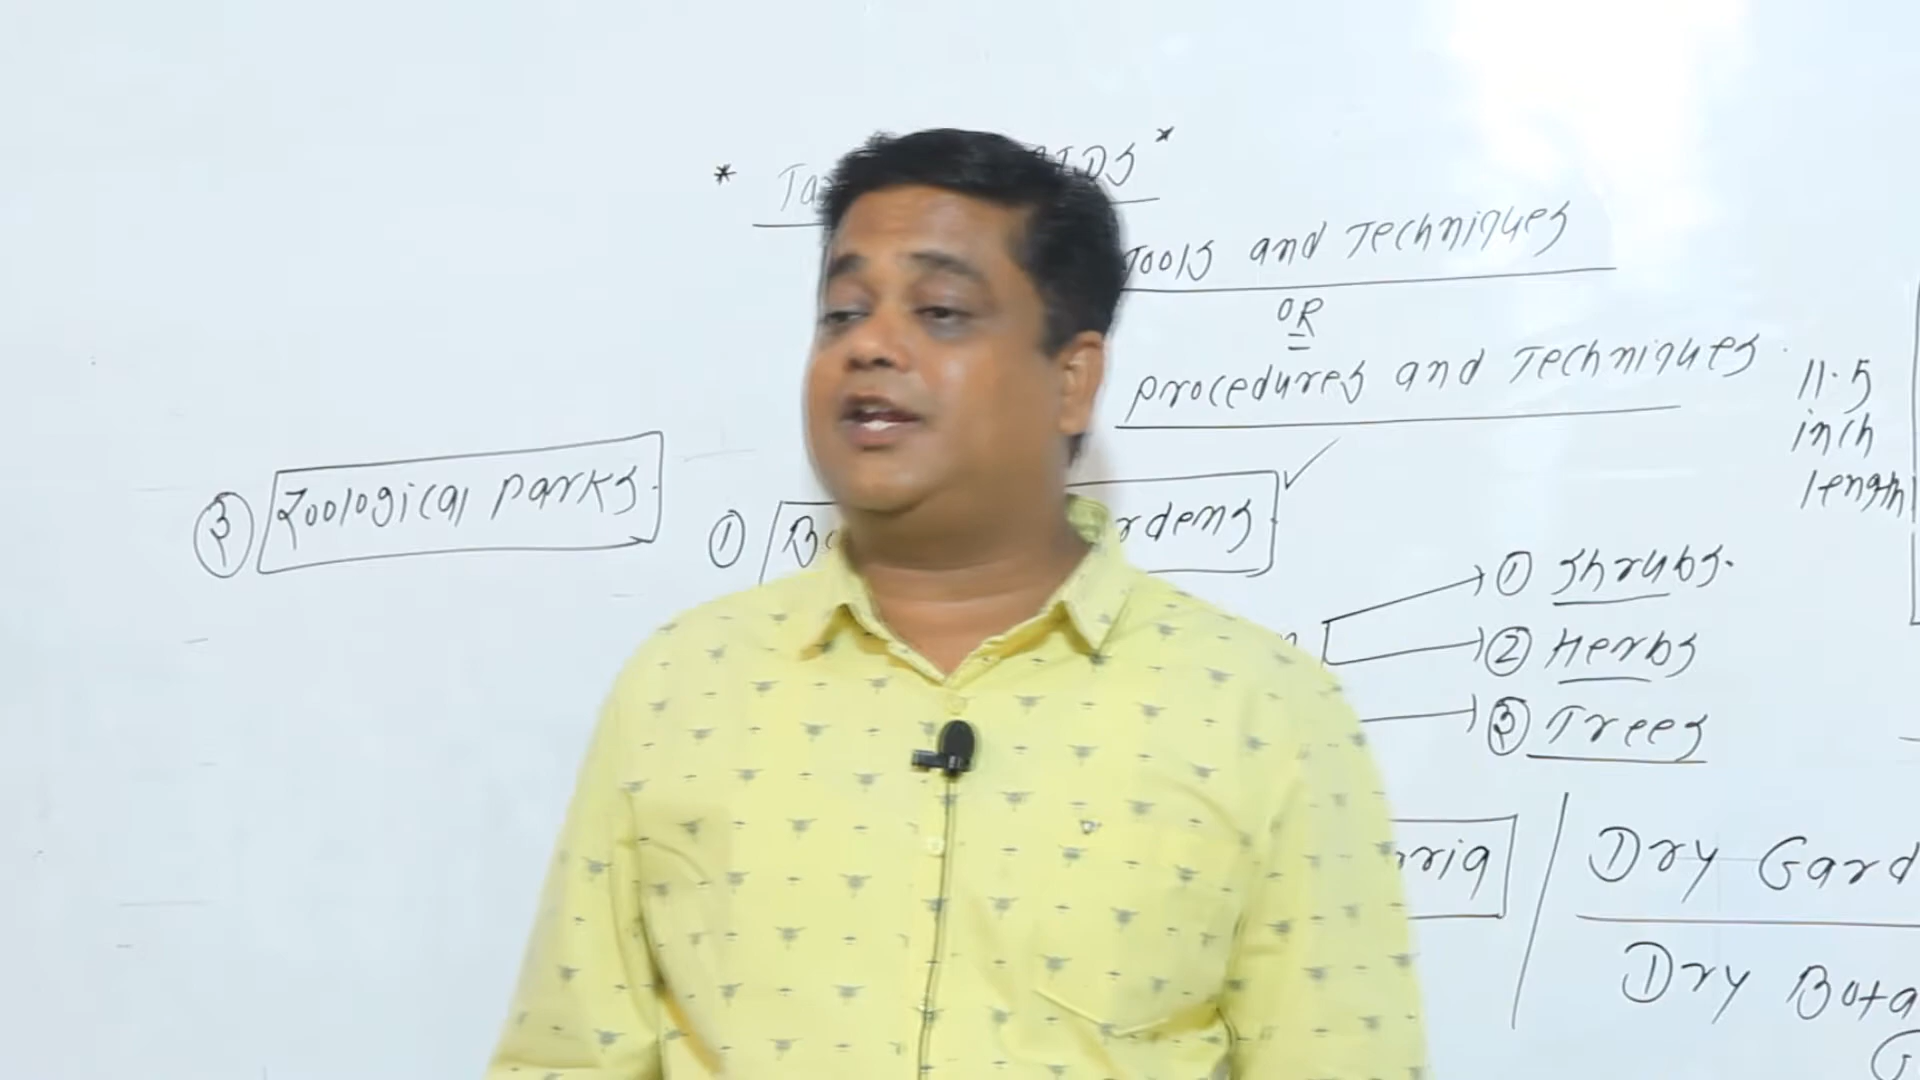 * AIDS *
Tools and Techniques
OR
Procedures and Techniques
11.5
inch
length
③ Zoological Parks.
①
① Shrubs.
② Herbs
③ Trees
Dry Gard
Dry Bota